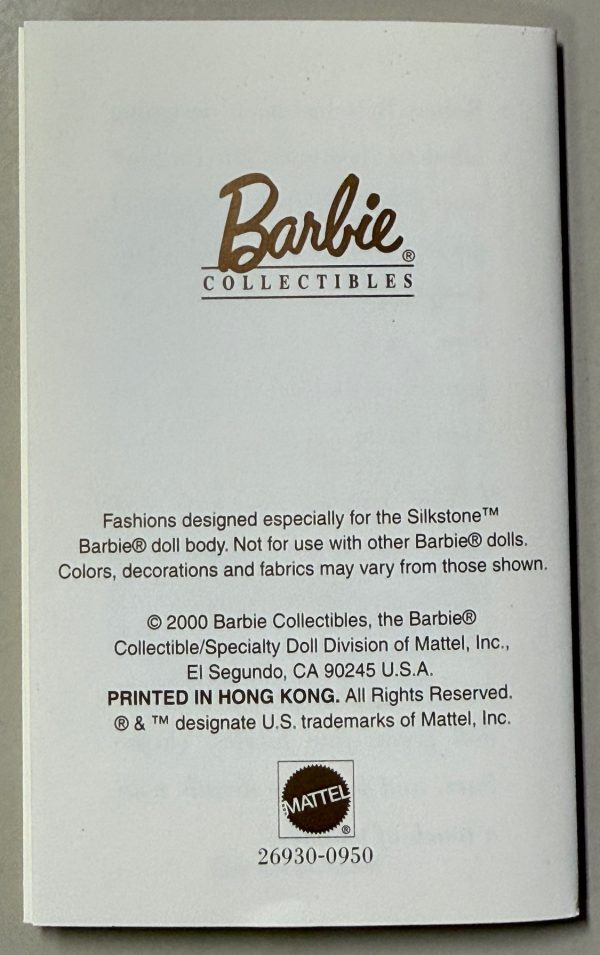 Barbie®
COLLECTIBLES
Fashions designed especially for the Silkstone™
Barbie® doll body. Not for use with other Barbie® dolls.
Colors, decorations and fabrics may vary from those shown.
© 2000 Barbie Collectibles, the Barbie®
Collectible/Specialty Doll Division of Mattel, Inc.,
El Segundo, CA 90245 U.S.A.
PRINTED IN HONG KONG. All Rights Reserved.
® & ™ designate U.S. trademarks of Mattel, Inc.
MATTEL®
26930-0950